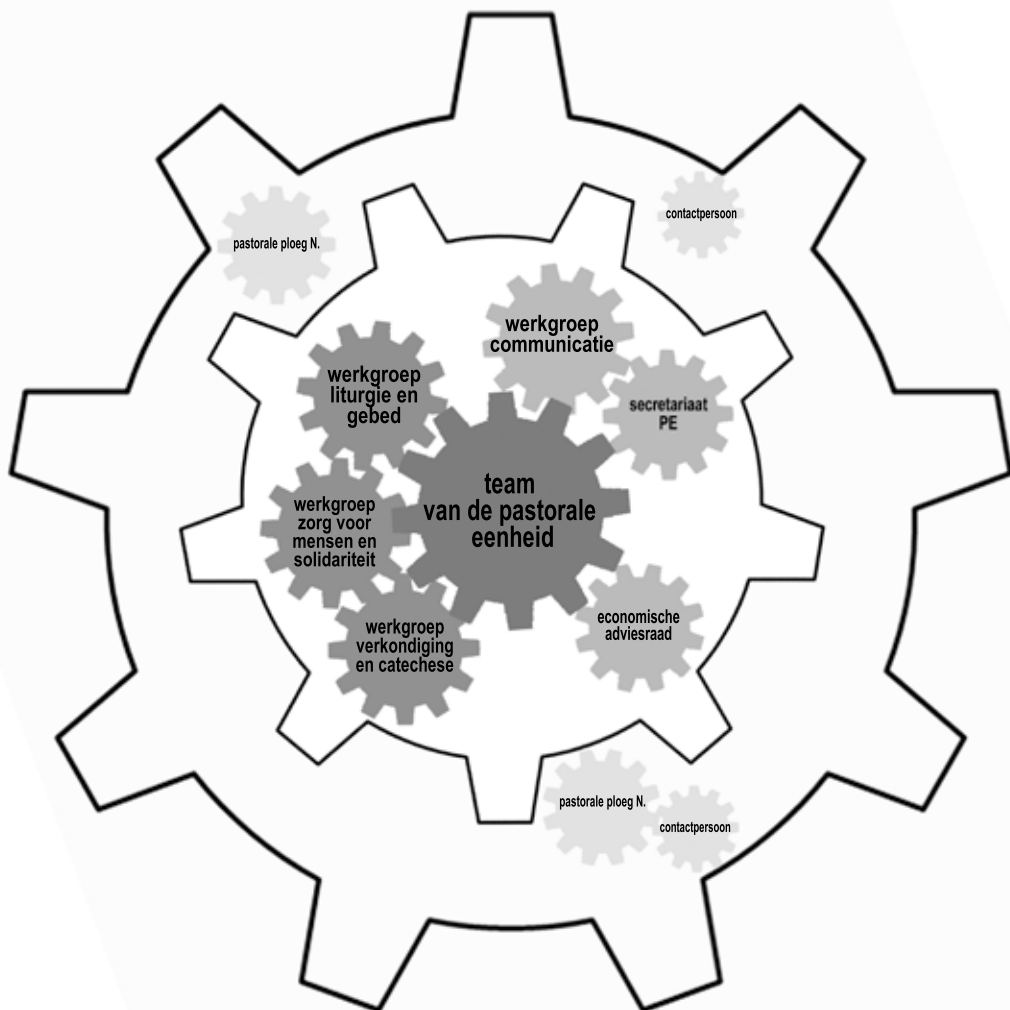 pastorale ploeg N.
contactpersoon
werkgroep
communicatie
werkgroep
liturgie en
gebed
secretariaat
PE
team
van de pastorale
eenheid
werkgroep
zorg voor
mensen en
solidariteit
economische
adviesraad
werkgroep
verkondiging
en catechese
pastorale ploeg N.
contactpersoon